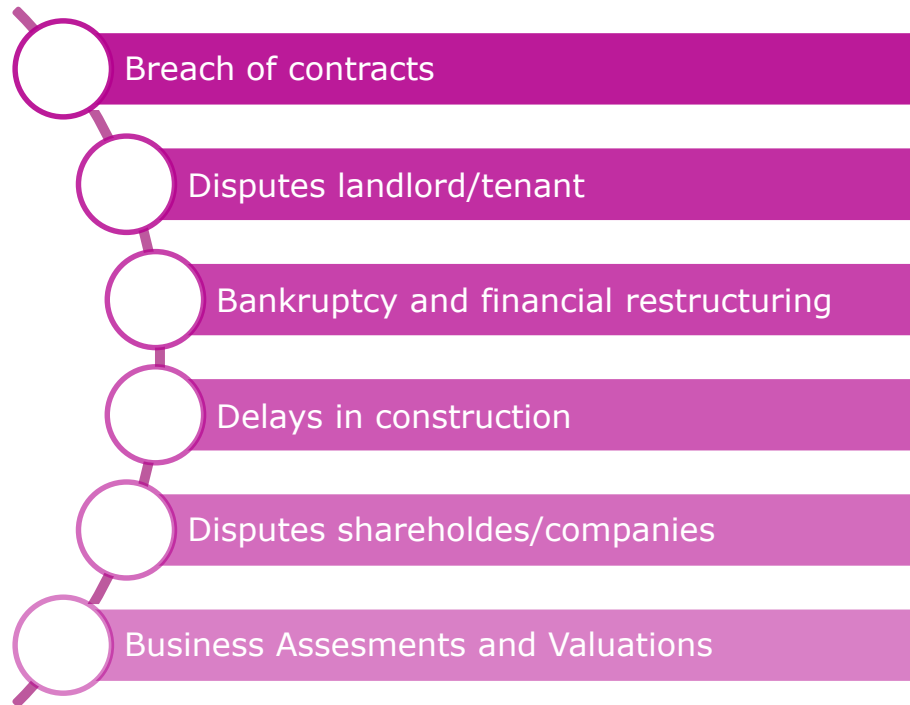 Breach of contracts
Disputes landlord/tenant
Bankruptcy and financial restructuring
Delays in construction
Disputes shareholdes/companies
Business Assesments and Valuations